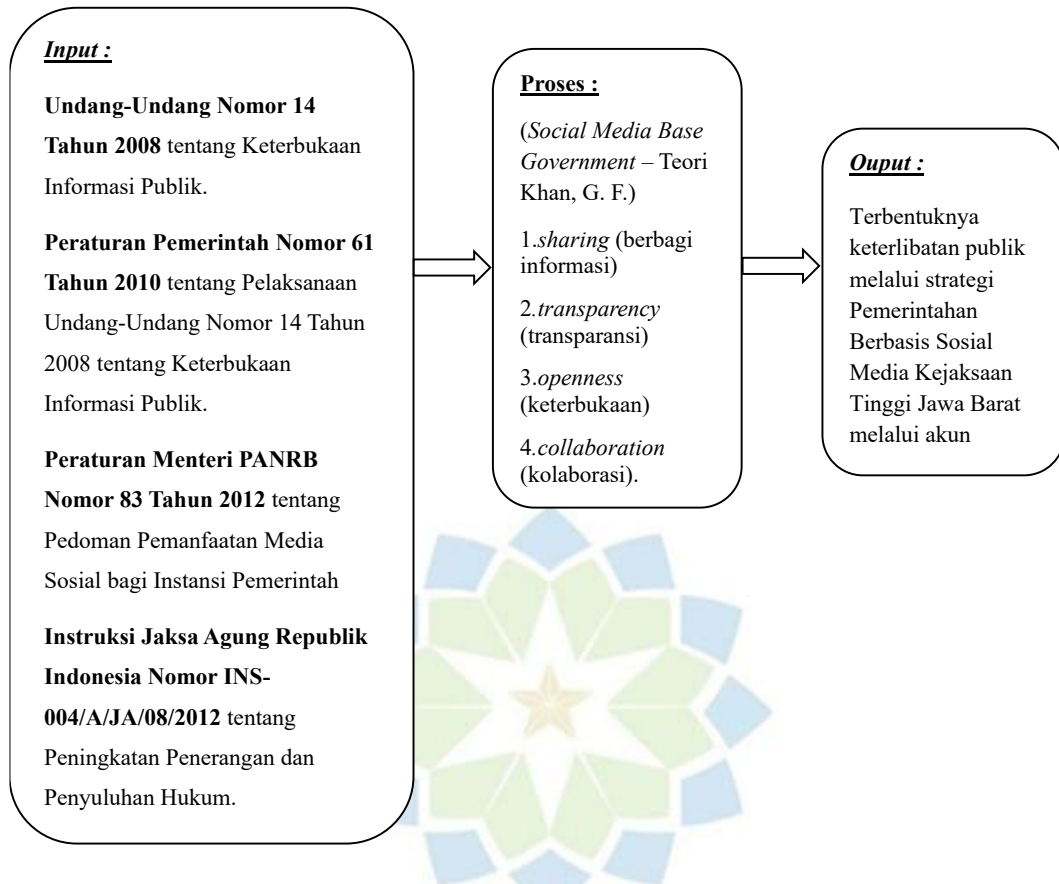 Input :
Undang-Undang Nomor 14
Tahun 2008 tentang Keterbukaan
Informasi Publik.
Peraturan Pemerintah Nomor 61
Tahun 2010 tentang Pelaksanaan
Undang-Undang Nomor 14 Tahun
2008 tentang Keterbukaan
Informasi Publik.
Peraturan Menteri PANRB
Nomor 83 Tahun 2012 tentang
Pedoman Pemanfaatan Media
Sosial bagi Instansi Pemerintah
Instruksi Jaksa Agung Republik
Indonesia Nomor INS-
004/A/JA/08/2012 tentang
Peningkatan Penerangan dan
Penyuluhan Hukum.
Proses :
(Social Media Base
Government – Teori
Khan, G. F.)
1.sharing (berbagi
informasi)
2.transparency
(transparansi)
3.openness
(keterbukaan)
4.collaboration
(kolaborasi).
Ouput :
Terbentuknya
keterlibatan publik
melalui strategi
Pemerintahan
Berbasis Sosial
Media Kejaksaan
Tinggi Jawa Barat
melalui akun